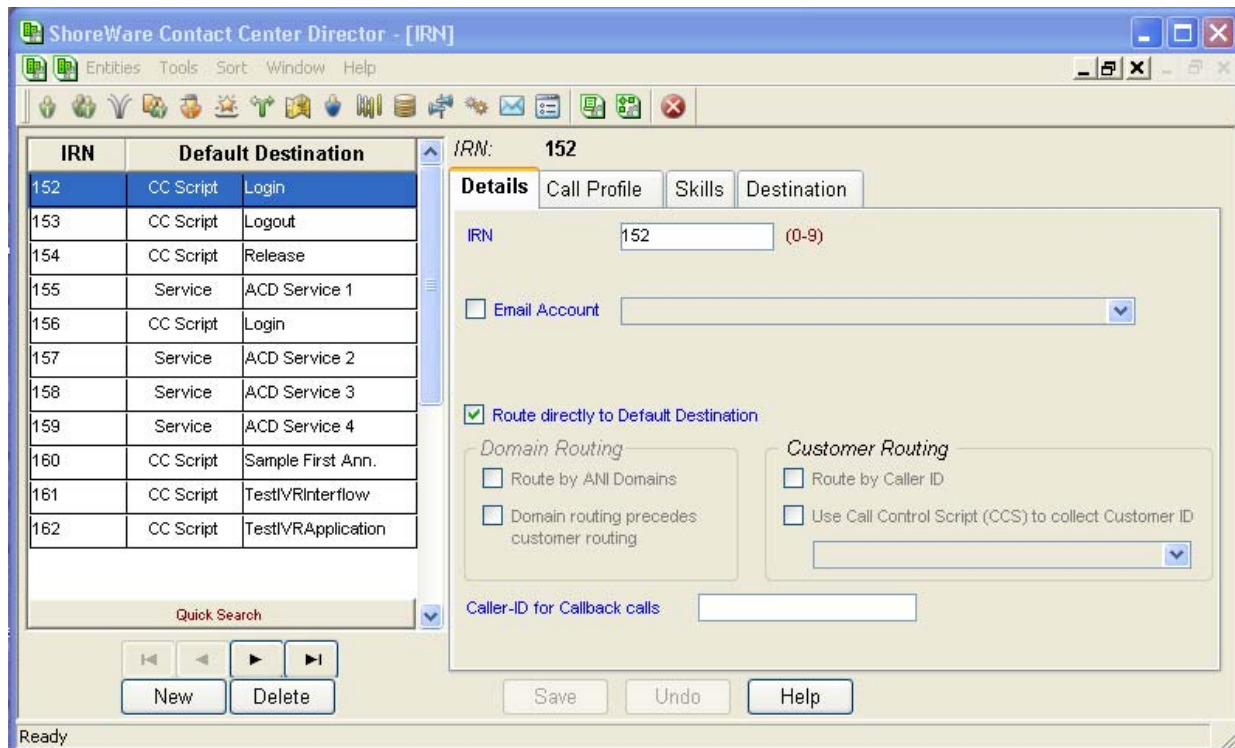 ShoreWare Contact Center Director - [IRN]
Entities Tools Sort Window Help
IRN Default Destination
152 CC Script Login
153 CC Script Logout
154 CC Script Release
155 Service ACD Service 1
156 CC Script Login
157 Service ACD Service 2
158 Service ACD Service 3
159 Service ACD Service 4
160 CC Script Sample First Ann.
161 CC Script TestIVRInterflow
162 CC Script TestIVRApplication
Quick Search
New Delete
IRN: 152
Details Call Profile Skills Destination
IRN 152 (0-9)
Email Account
Route directly to Default Destination
Domain Routing
Route by ANI Domains
Domain routing precedes
customer routing
Customer Routing
Route by Caller ID
Use Call Control Script (CCS) to collect Customer ID
Caller-ID for Callback calls
Save Undo Help
Ready